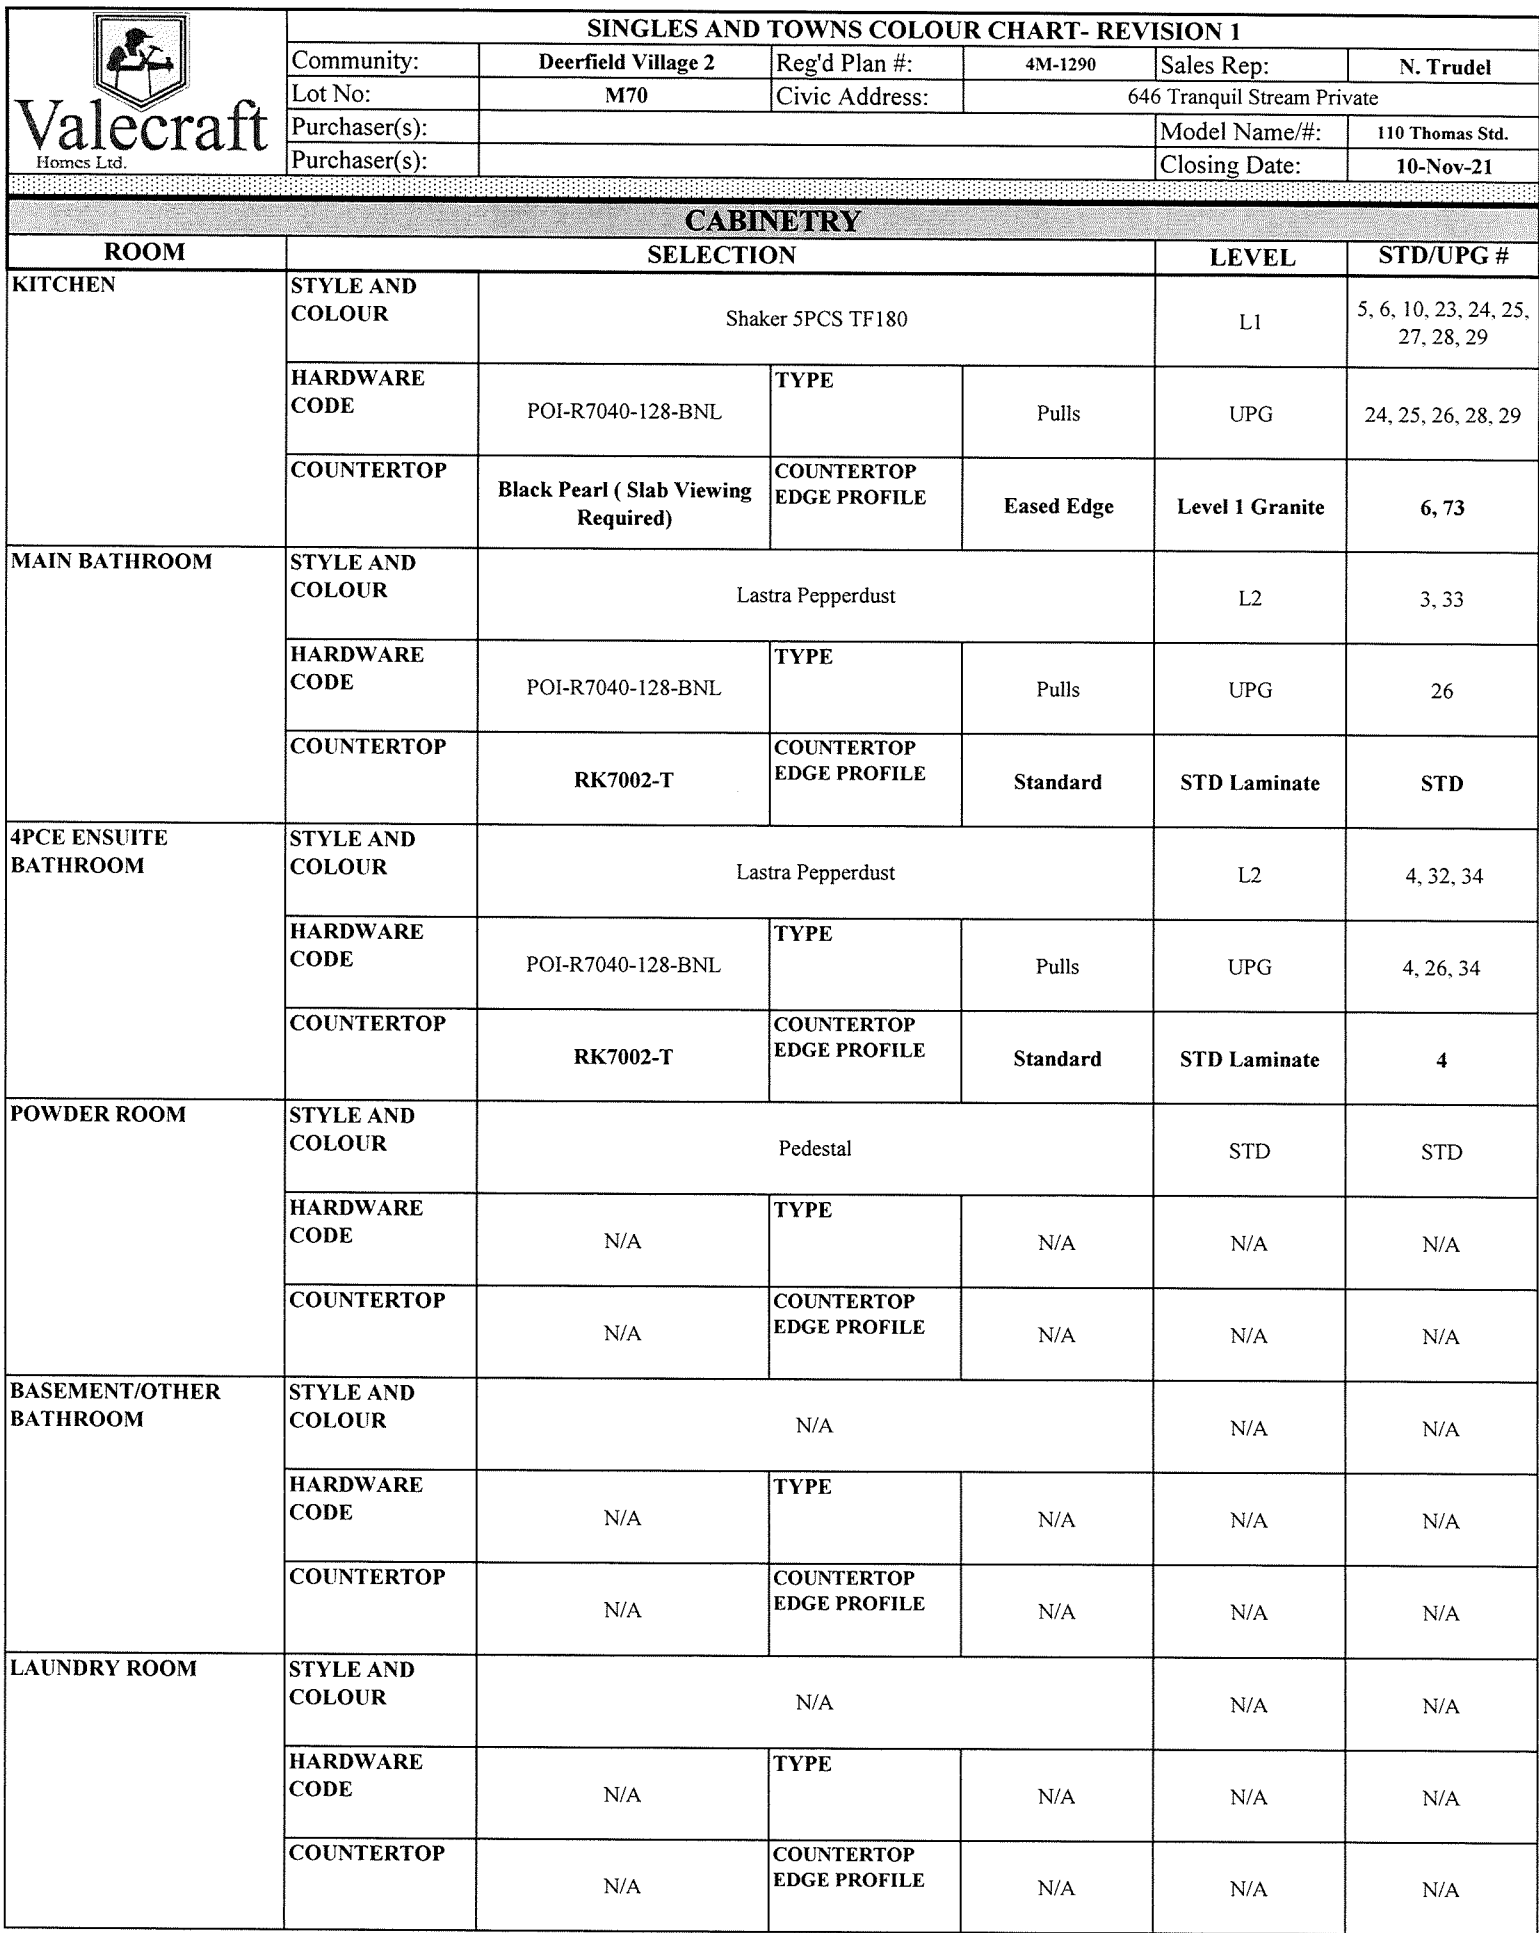 Valecraft
Homes Ltd.
SINGLES AND TOWNS COLOUR CHART- REVISION 1
Community: Deerfield Village 2 Reg'd Plan #: 4M-1290 Sales Rep: N. Trudel
Lot No: M70 Civic Address: 646 Tranquil Stream Private
Purchaser(s): Model Name/#: 110 Thomas Std.
Purchaser(s): Closing Date: 10-Nov-21
CABINETRY
ROOM SELECTION LEVEL STD/UPG #
KITCHEN
STYLE AND
COLOUR
Shaker 5PCS TF180
L1
5, 6, 10, 23, 24, 25,
27, 28, 29
HARDWARE
CODE
POI-R7040-128-BNL
TYPE
Pulls
UPG
24, 25, 26, 28, 29
COUNTERTOP
Black Pearl ( Slab Viewing
Required)
COUNTERTOP
EDGE PROFILE
Eased Edge
Level 1 Granite
6, 73
MAIN BATHROOM
STYLE AND
COLOUR
Lastra Pepperdust
L2
3, 33
HARDWARE
CODE
POI-R7040-128-BNL
TYPE
Pulls
UPG
26
COUNTERTOP
RK7002-T
COUNTERTOP
EDGE PROFILE
Standard
STD Laminate
STD
4PCE ENSUITE
BATHROOM
STYLE AND
COLOUR
Lastra Pepperdust
L2
4, 32, 34
HARDWARE
CODE
POI-R7040-128-BNL
TYPE
Pulls
UPG
4, 26, 34
COUNTERTOP
RK7002-T
COUNTERTOP
EDGE PROFILE
Standard
STD Laminate
4
POWDER ROOM
STYLE AND
COLOUR
Pedestal
STD
STD
HARDWARE
CODE
N/A
TYPE
N/A
N/A
N/A
COUNTERTOP
N/A
COUNTERTOP
EDGE PROFILE
N/A
N/A
N/A
BASEMENT/OTHER
BATHROOM
STYLE AND
COLOUR
N/A
N/A
N/A
HARDWARE
CODE
N/A
TYPE
N/A
N/A
N/A
COUNTERTOP
N/A
COUNTERTOP
EDGE PROFILE
N/A
N/A
N/A
LAUNDRY ROOM
STYLE AND
COLOUR
N/A
N/A
N/A
HARDWARE
CODE
N/A
TYPE
N/A
N/A
N/A
COUNTERTOP
N/A
COUNTERTOP
EDGE PROFILE
N/A
N/A
N/A